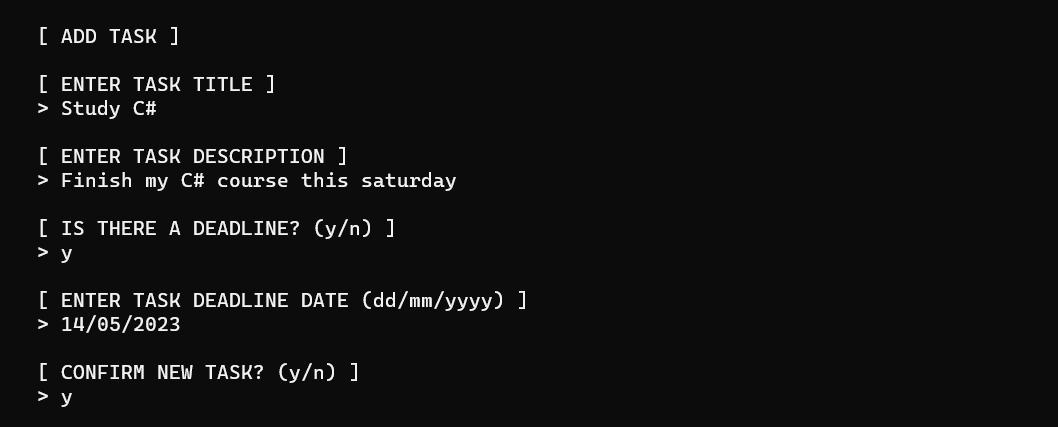 [ ADD TASK ]
[ ENTER TASK TITLE ]
> Study C#
[ ENTER TASK DESCRIPTION ]
> Finish my C# course this saturday
[ IS THERE A DEADLINE? (y/n) ]
> y
[ ENTER TASK DEADLINE DATE (dd/mm/yyyy) ]
> 14/05/2023
[ CONFIRM NEW TASK? (y/n) ]
> y